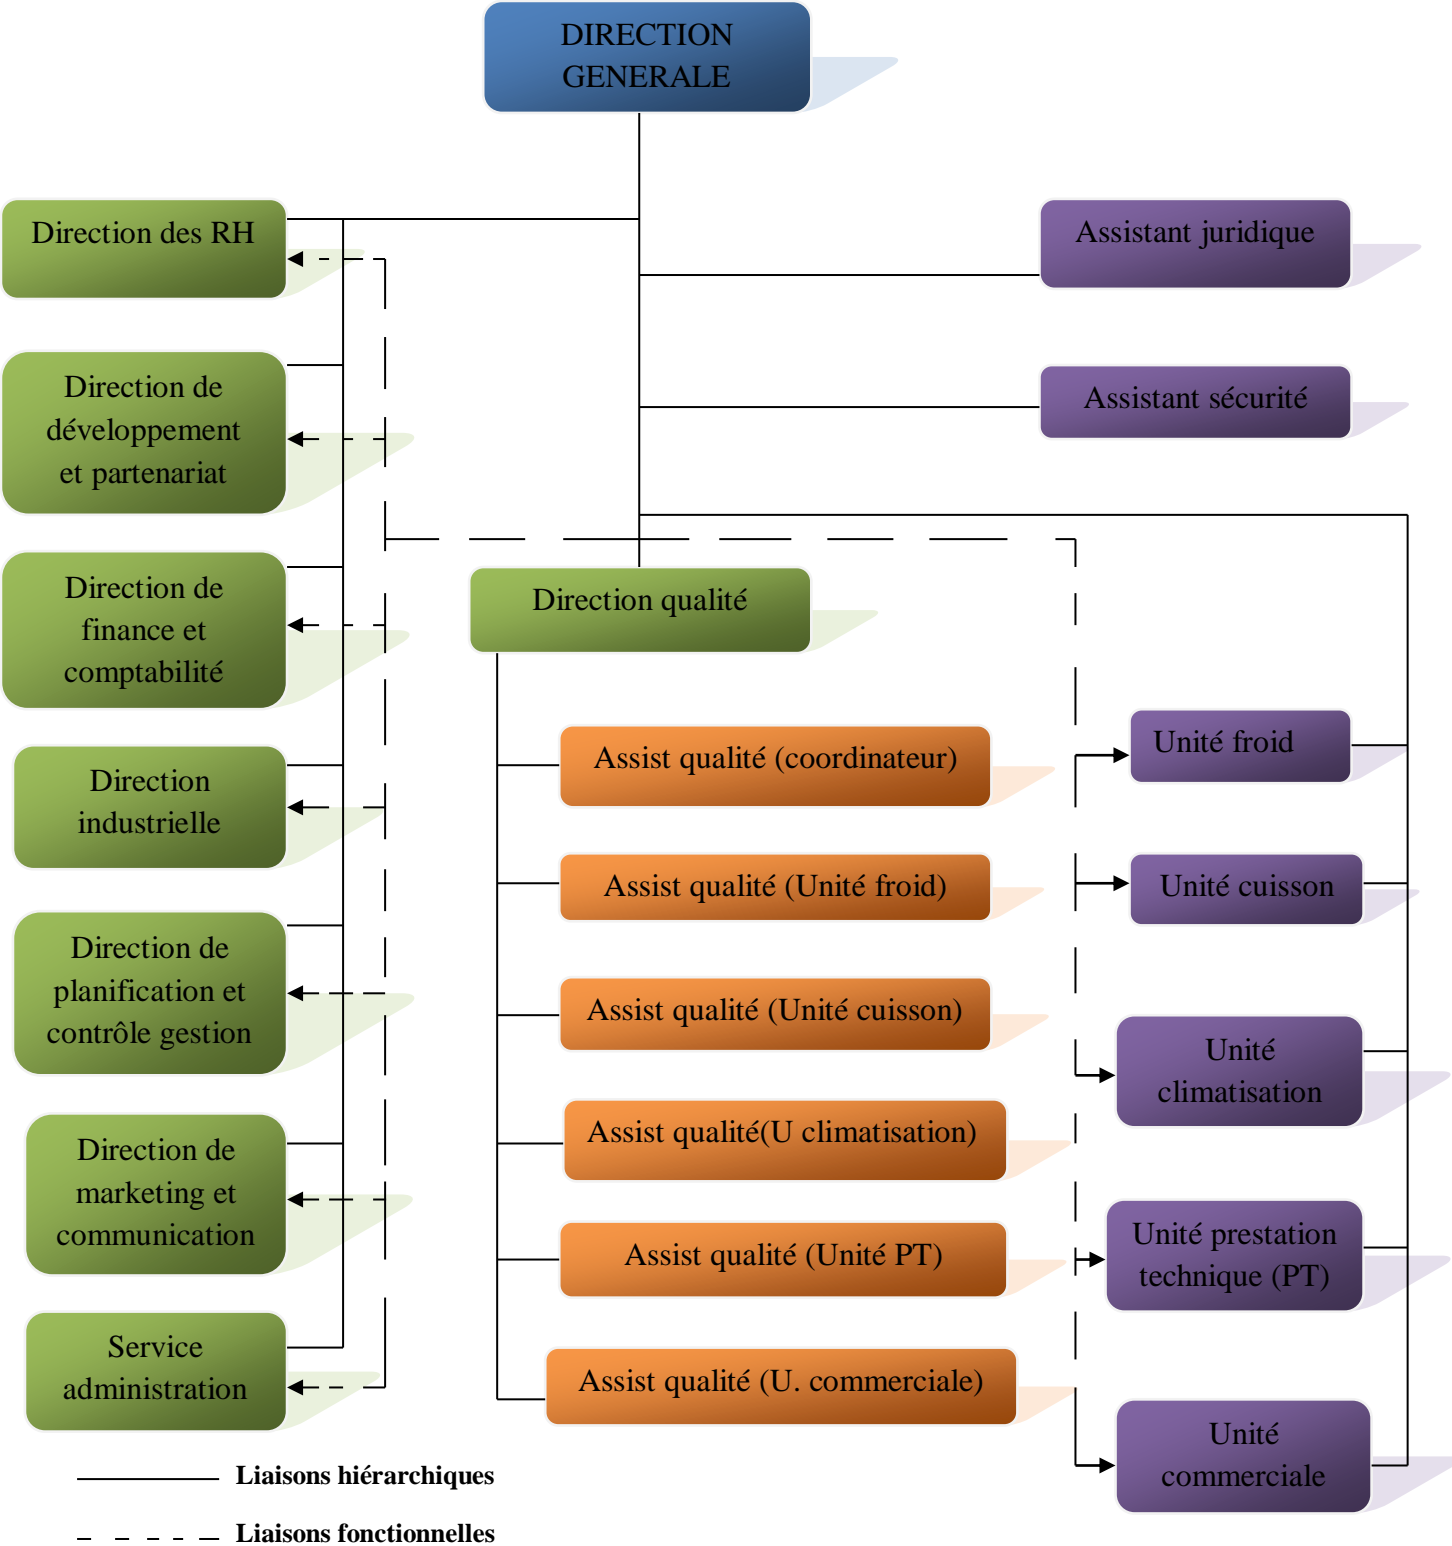 DIRECTION
GENERALE
Direction des RH
Assistant juridique
Direction de
développement
et partenariat
Assistant sécurité
Direction de
finance et
comptabilité
Direction qualité
Direction
industrielle
Assist qualité (coordinateur)
Unité froid
Assist qualité (Unité froid)
Unité cuisson
Direction de
planification et
contrôle gestion
Assist qualité (Unité cuisson)
Unité
climatisation
Direction de
marketing et
communication
Assist qualité(U climatisation)
Assist qualité (Unité PT)
Unité prestation
technique (PT)
Service
administration
Assist qualité (U. commerciale)
Unité
commerciale
Liaisons hiérarchiques
Liaisons fonctionnelles